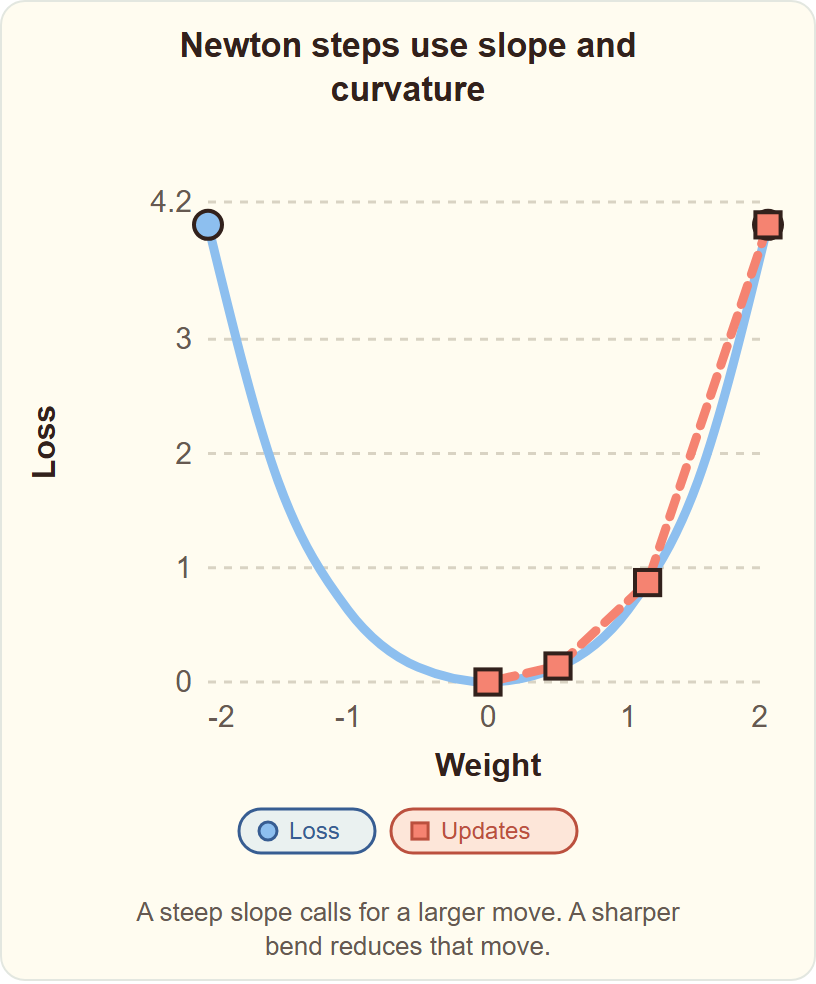 Newton steps use slope and
curvature
4.2
3
2
1
0
Loss
-2 -1 0 1 2
Weight
Loss Updates
A steep slope calls for a larger move. A sharper
bend reduces that move.